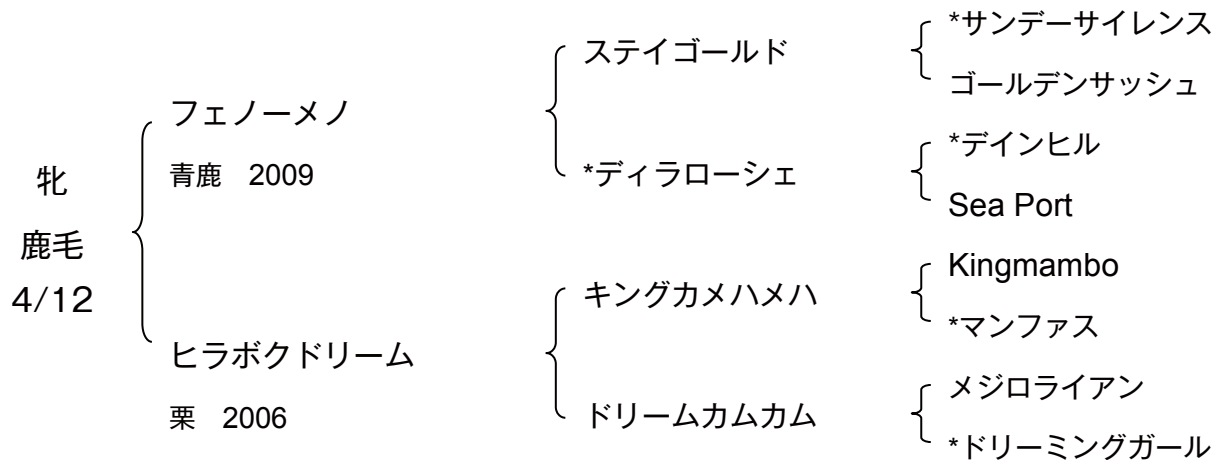 牝
鹿毛
4/12
フェノーメノ
青鹿 2009
ヒラボクドリーム
栗 2006
ステイゴールド
*ディラローシェ
キングカメハメハ
ドリームカムカム
*サンデーサイレンス
ゴールデンサッシュ
*デインヒル
Sea Port
Kingmambo
*マンファス
メジロライアン
*ドリーミングガール